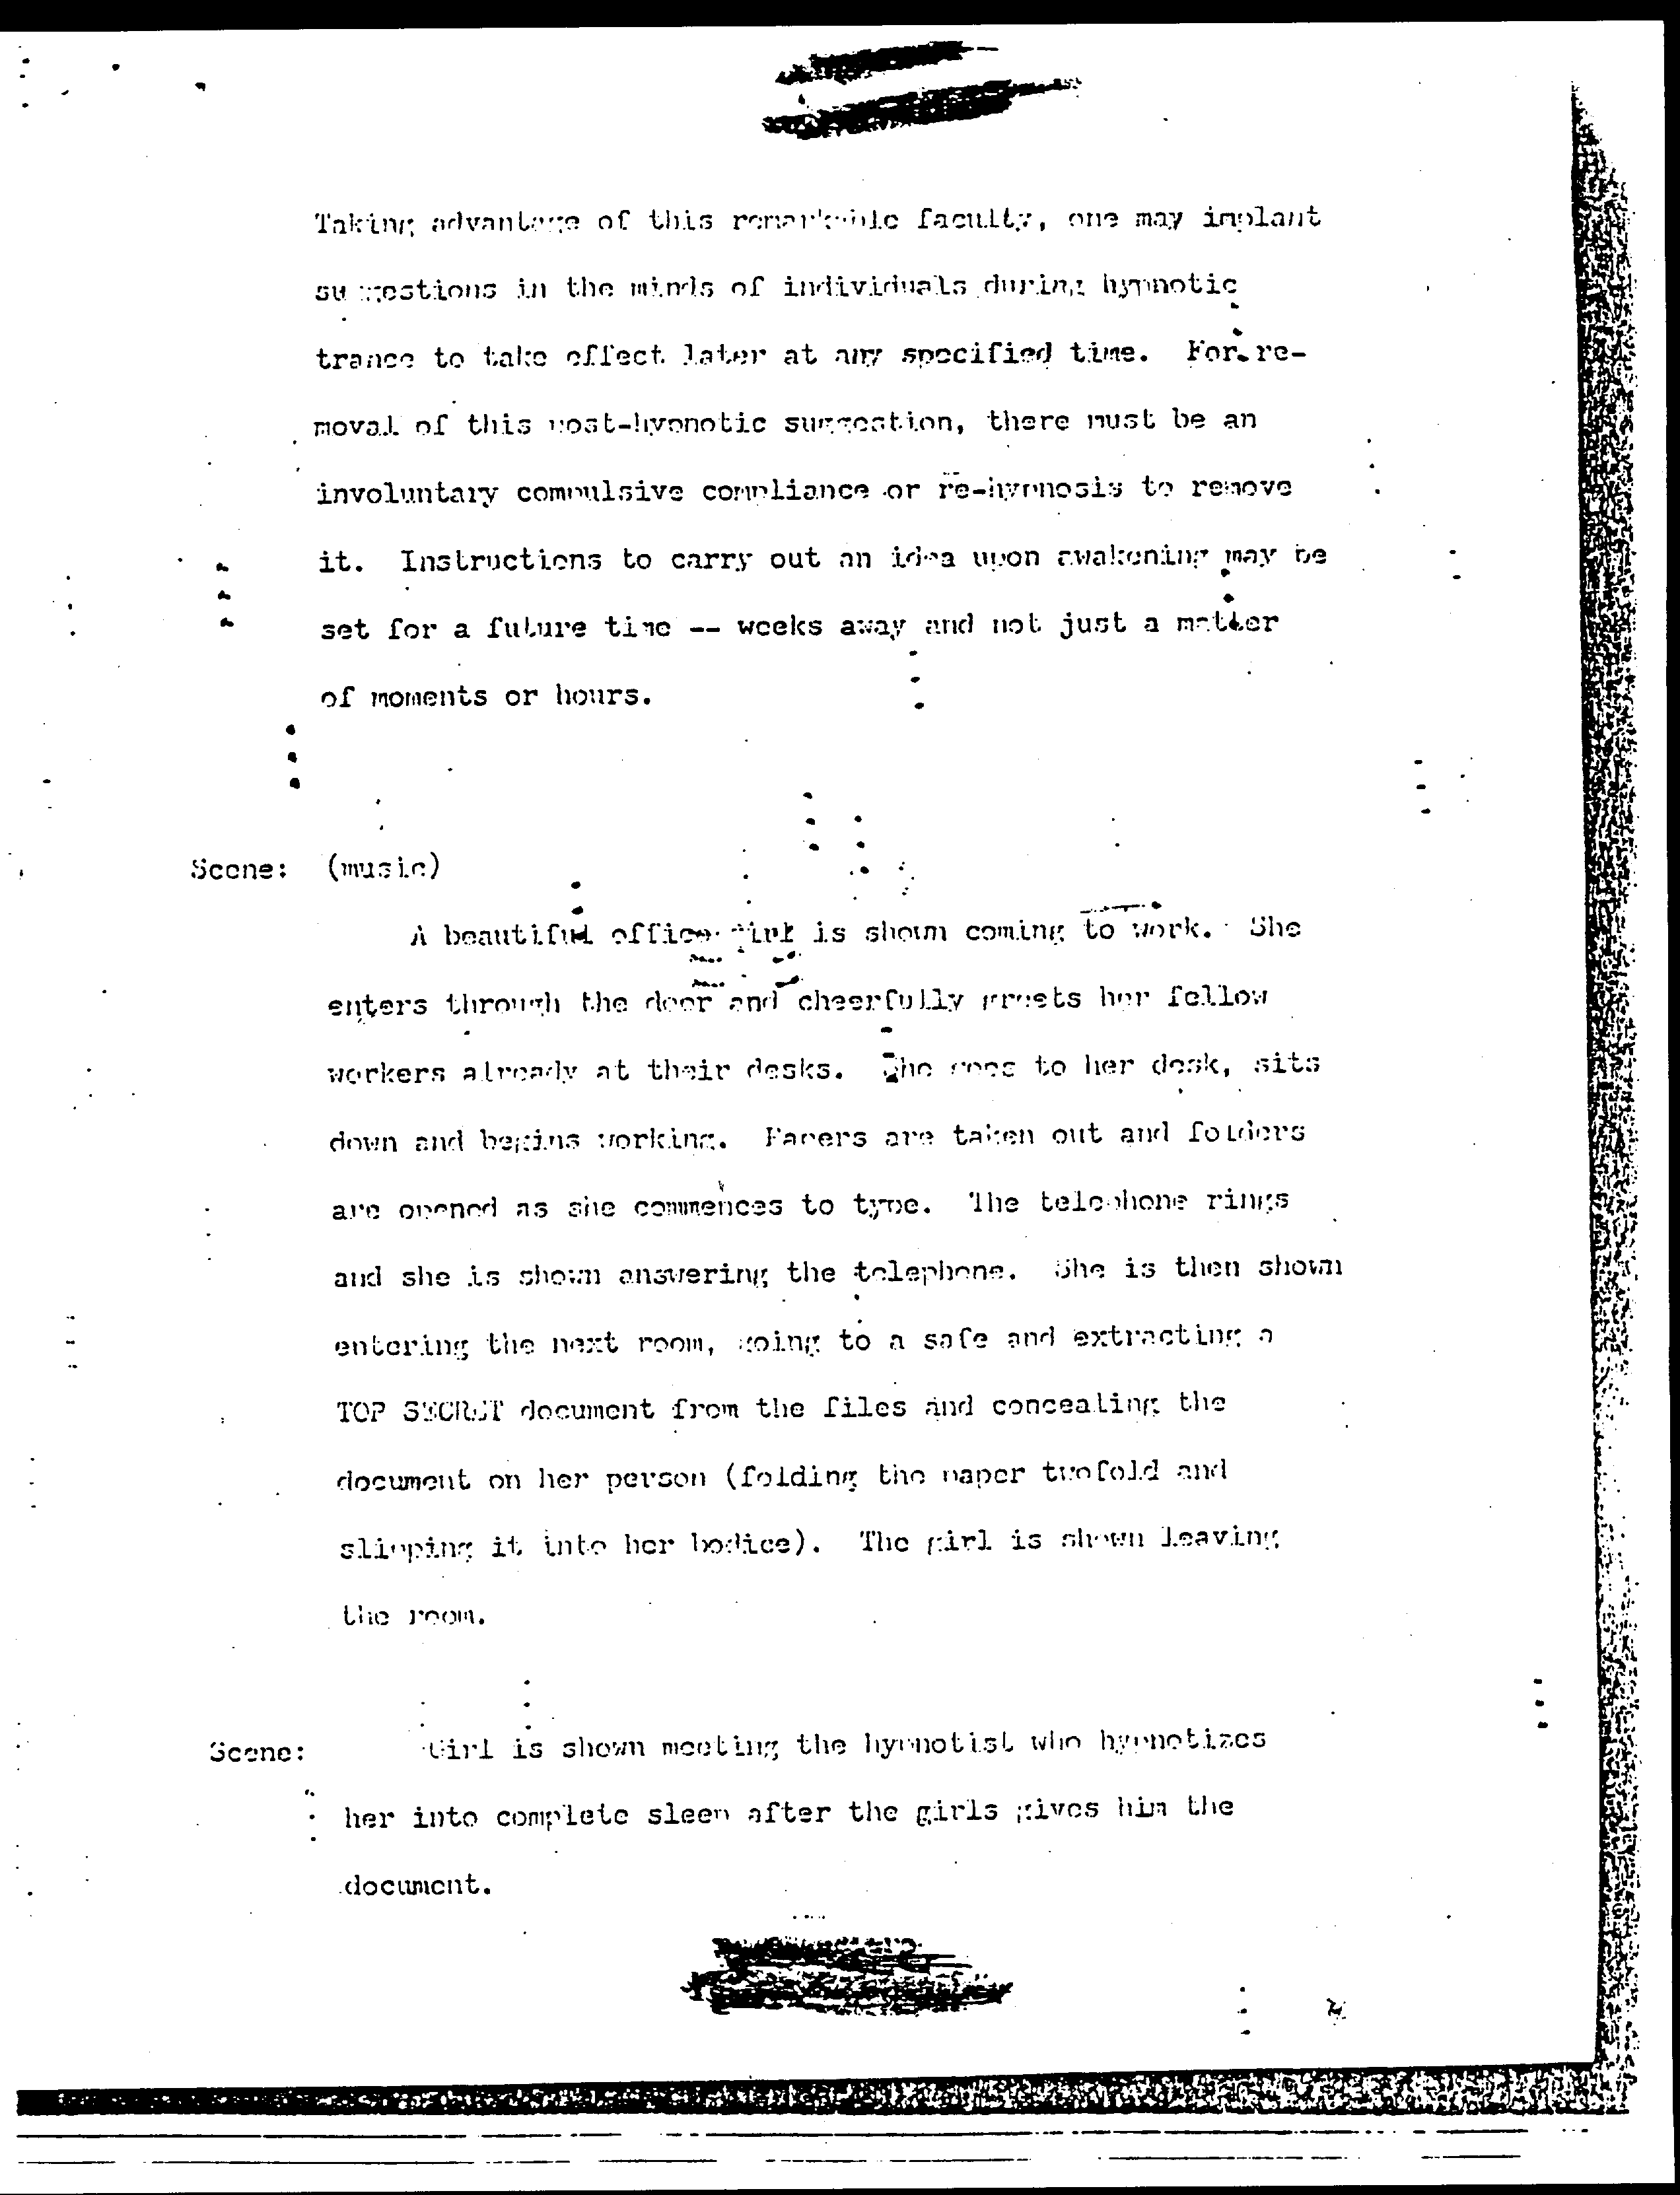 Taking advantage of this remarkable faculty, one may implant
suggestions in the minds of individuals during hypnotic
trance to take effect later at any specified time.  For re-
moval of this post-hypnotic suggestion, there must be an
involuntary compulsive compliance or re-hypnosis to remove
it.  Instructions to carry out an idea upon awakening may be
set for a future time -- weeks away and not just a matter
of moments or hours.
Scene:  (music)
A beautiful office girl is shown coming to work.  She
enters through the door and cheerfully greets her fellow
workers already at their desks.  She goes to her desk, sits
down and begins working.  Papers are taken out and folders
are opened as she commences to type.  The telephone rings
and she is shown answering the telephone.  She is then shown
entering the next room, going to a safe and extracting a
TOP SECRET document from the files and concealing the
document on her person (folding the paper twofold and
slipping it into her bodice).  The girl is shown leaving
the room.
Scene:  Girl is shown meeting the hypnotist who hypnotizes
her into complete sleep after the girls gives him the
document.